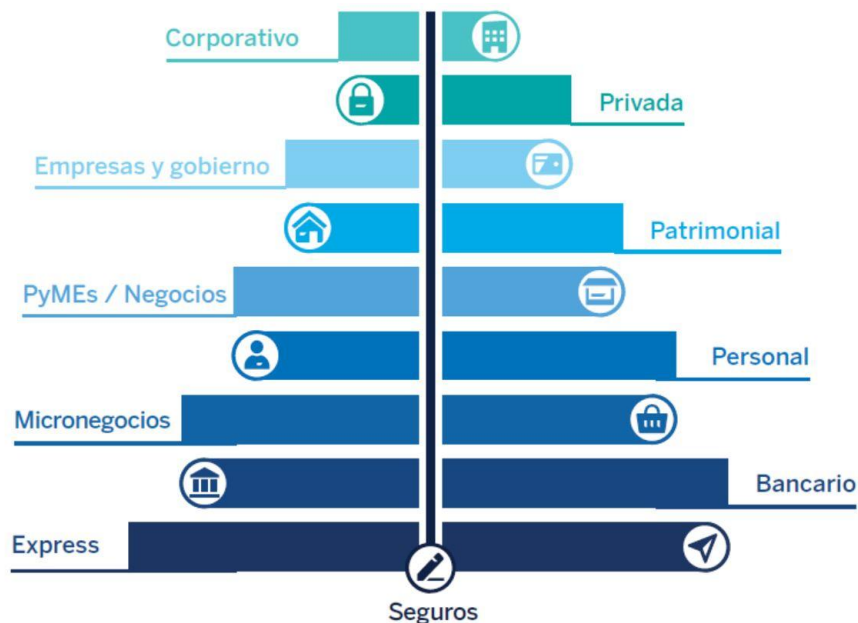 Corporativo
Privada
Empresas y gobierno
Patrimonial
PyMEs / Negocios
Personal
Micronegocios
Bancario
Express
Seguros